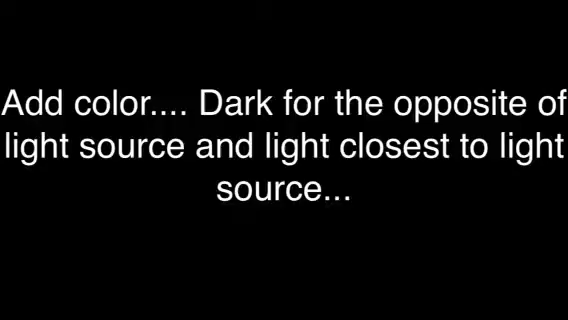 Add color.... Dark for the opposite of
light source and light closest to light
source...